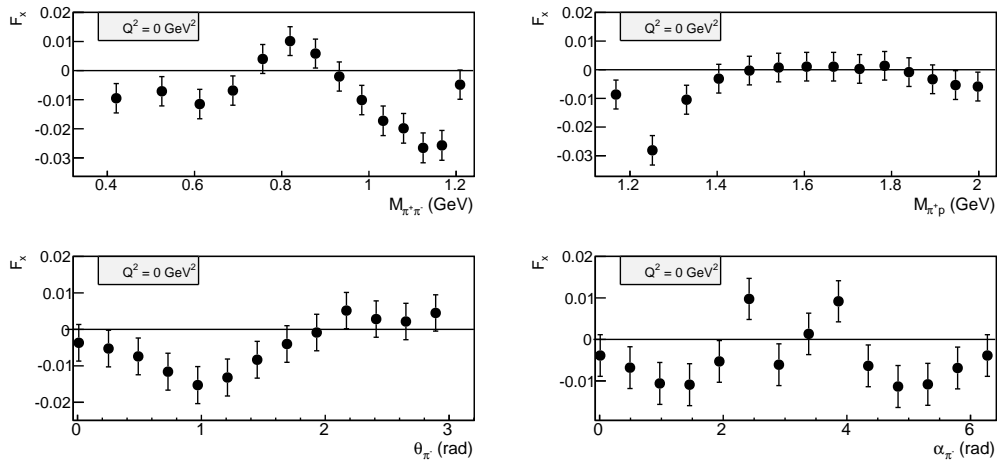 F_x
0.02
0.01
0
-0.01
-0.02
-0.03
Q² = 0 GeV²
0.4 0.6 0.8 1 1.2
M_π⁺π⁻ (GeV)
F_x
0.02
0.01
0
-0.01
-0.02
-0.03
Q² = 0 GeV²
1.2 1.4 1.6 1.8 2
M_π⁺p (GeV)
F_x
0.02
0.01
0
-0.01
-0.02
Q² = 0 GeV²
0 1 2 3
θ_π⁻ (rad)
F_x
0.02
0.01
0
-0.01
Q² = 0 GeV²
0 2 4 6
α_π⁻ (rad)